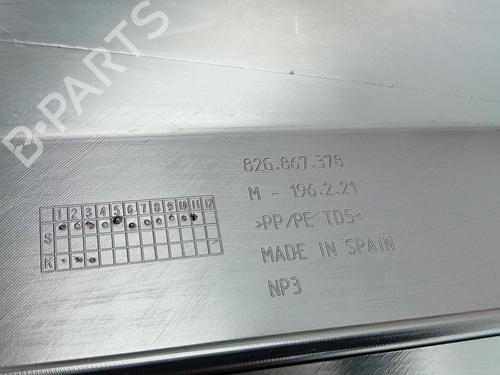 B-PARTS
82G.867.376
M - 196.2.21
>PP/PE TD5<
MADE IN SPAIN
NP3
1 2 3 4 5 6 7 8 9 10 11 12
S
K